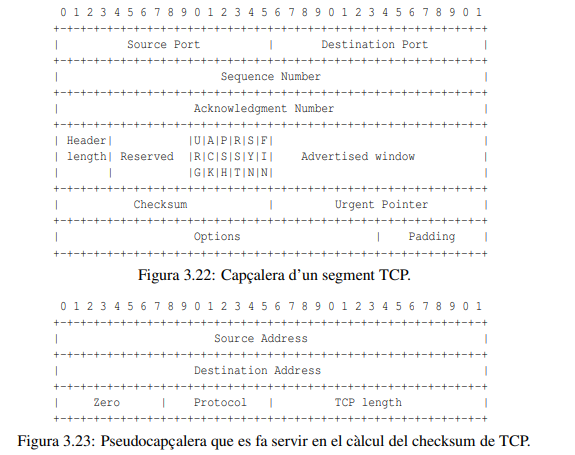 0 1 2 3 4 5 6 7 8 9 0 1 2 3 4 5 6 7 8 9 0 1 2 3 4 5 6 7 8 9 0 1
+-+-+-+-+-+-+-+-+-+-+-+-+-+-+-+-+-+-+-+-+-+-+-+-+-+-+-+-+-+-+-+-+
| Source Port | Destination Port |
+-+-+-+-+-+-+-+-+-+-+-+-+-+-+-+-+-+-+-+-+-+-+-+-+-+-+-+-+-+-+-+-+
| Sequence Number |
+-+-+-+-+-+-+-+-+-+-+-+-+-+-+-+-+-+-+-+-+-+-+-+-+-+-+-+-+-+-+-+-+
| Acknowledgment Number |
+-+-+-+-+-+-+-+-+-+-+-+-+-+-+-+-+-+-+-+-+-+-+-+-+-+-+-+-+-+-+-+-+
| Header| |U|A|P|R|S|F| |
| length| Reserved |R|C|S|S|Y|I| Advertised window |
| | |G|K|H|T|N|N| |
+-+-+-+-+-+-+-+-+-+-+-+-+-+-+-+-+-+-+-+-+-+-+-+-+-+-+-+-+-+-+-+-+
| Checksum | Urgent Pointer |
+-+-+-+-+-+-+-+-+-+-+-+-+-+-+-+-+-+-+-+-+-+-+-+-+-+-+-+-+-+-+-+-+
| Options | Padding |
+-+-+-+-+-+-+-+-+-+-+-+-+-+-+-+-+-+-+-+-+-+-+-+-+-+-+-+-+-+-+-+-+
Figura 3.22: Capçalera d'un segment TCP.
0 1 2 3 4 5 6 7 8 9 0 1 2 3 4 5 6 7 8 9 0 1 2 3 4 5 6 7 8 9 0 1
+-+-+-+-+-+-+-+-+-+-+-+-+-+-+-+-+-+-+-+-+-+-+-+-+-+-+-+-+-+-+-+-+
| Source Address |
+-+-+-+-+-+-+-+-+-+-+-+-+-+-+-+-+-+-+-+-+-+-+-+-+-+-+-+-+-+-+-+-+
| Destination Address |
+-+-+-+-+-+-+-+-+-+-+-+-+-+-+-+-+-+-+-+-+-+-+-+-+-+-+-+-+-+-+-+-+
| Zero | Protocol | TCP length |
+-+-+-+-+-+-+-+-+-+-+-+-+-+-+-+-+-+-+-+-+-+-+-+-+-+-+-+-+-+-+-+-+
Figura 3.23: Pseudocapçalera que es fa servir en el càlcul del checksum de TCP.